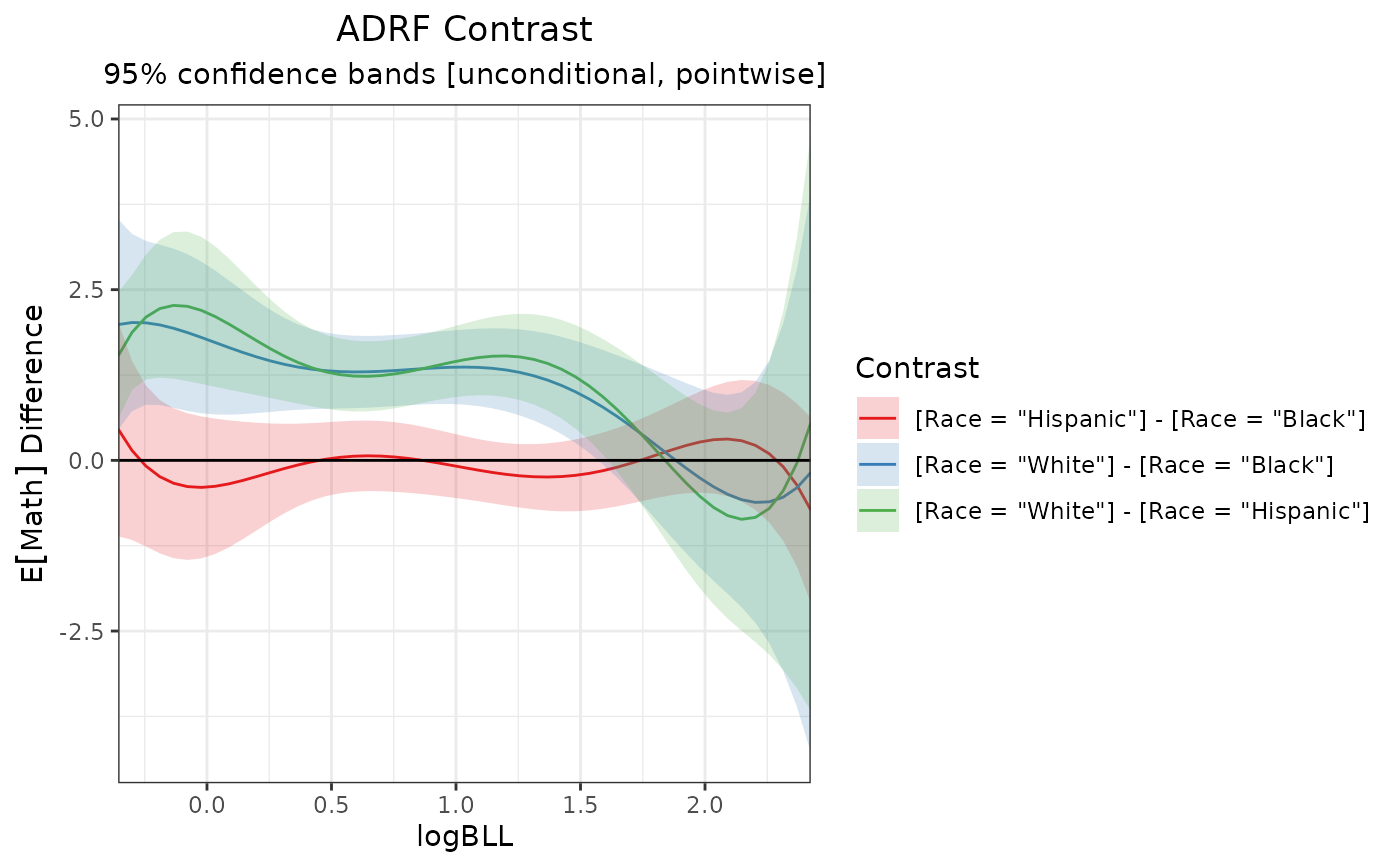 ADRF Contrast
95% confidence bands [unconditional, pointwise]
E[Math] Difference
5.0
2.5
0.0
-2.5
0.0
0.5
1.0
1.5
2.0
logBLL
Contrast
[Race = "Hispanic"] - [Race = "Black"]
[Race = "White"] - [Race = "Black"]
[Race = "White"] - [Race = "Hispanic"]